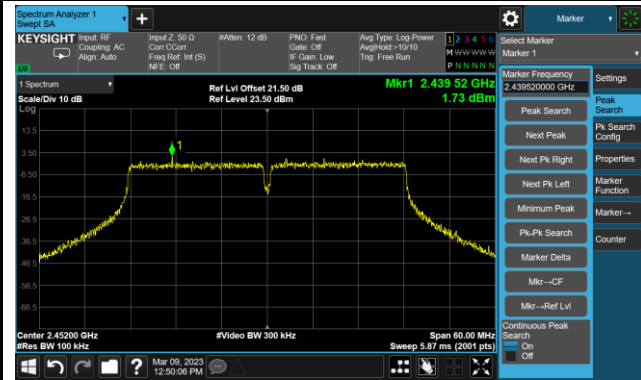 Spectrum Analyzer 1
Swept SA
Marker
KEYSIGHT
Input: RF
Coupling: AC
Align: Auto
Input Z: 50 Ω
Corr CCorr
Freq Ref: Int (S)
NFE: Off
#Atten: 12 dB
PNO: Fast
Gate: Off
IF Gain: Low
Sig Track: Off
Avg Type: Log-Power
Avg|Hold:>10/10
Trig: Free Run
1 2 3 4 5 6
M W W W W W
P N N N N N
Select Marker
Marker 1
1 Spectrum
Scale/Div 10 dB
Log
Ref Lvl Offset 21.50 dB
Ref Level 23.50 dBm
Mkr1 2.439 52 GHz
1.73 dBm
13.5
3.50
-6.50
-16.5
-26.5
-36.5
-46.5
-56.5
-66.5
1
Center 2.45200 GHz
#Res BW 100 kHz
#Video BW 300 kHz
Span 60.00 MHz
Sweep 5.87 ms (2001 pts)
Marker Frequency
2.439520000 GHz
Peak Search
Next Peak
Next Pk Right
Next Pk Left
Minimum Peak
Pk-Pk Search
Marker Delta
Mkr→CF
Mkr→Ref Lvl
Continuous Peak
Search
On
Off
Settings
Peak
Search
Pk Search
Config
Properties
Marker
Function
Marker→
Counter
?
Mar 09, 2023
12:50:06 PM